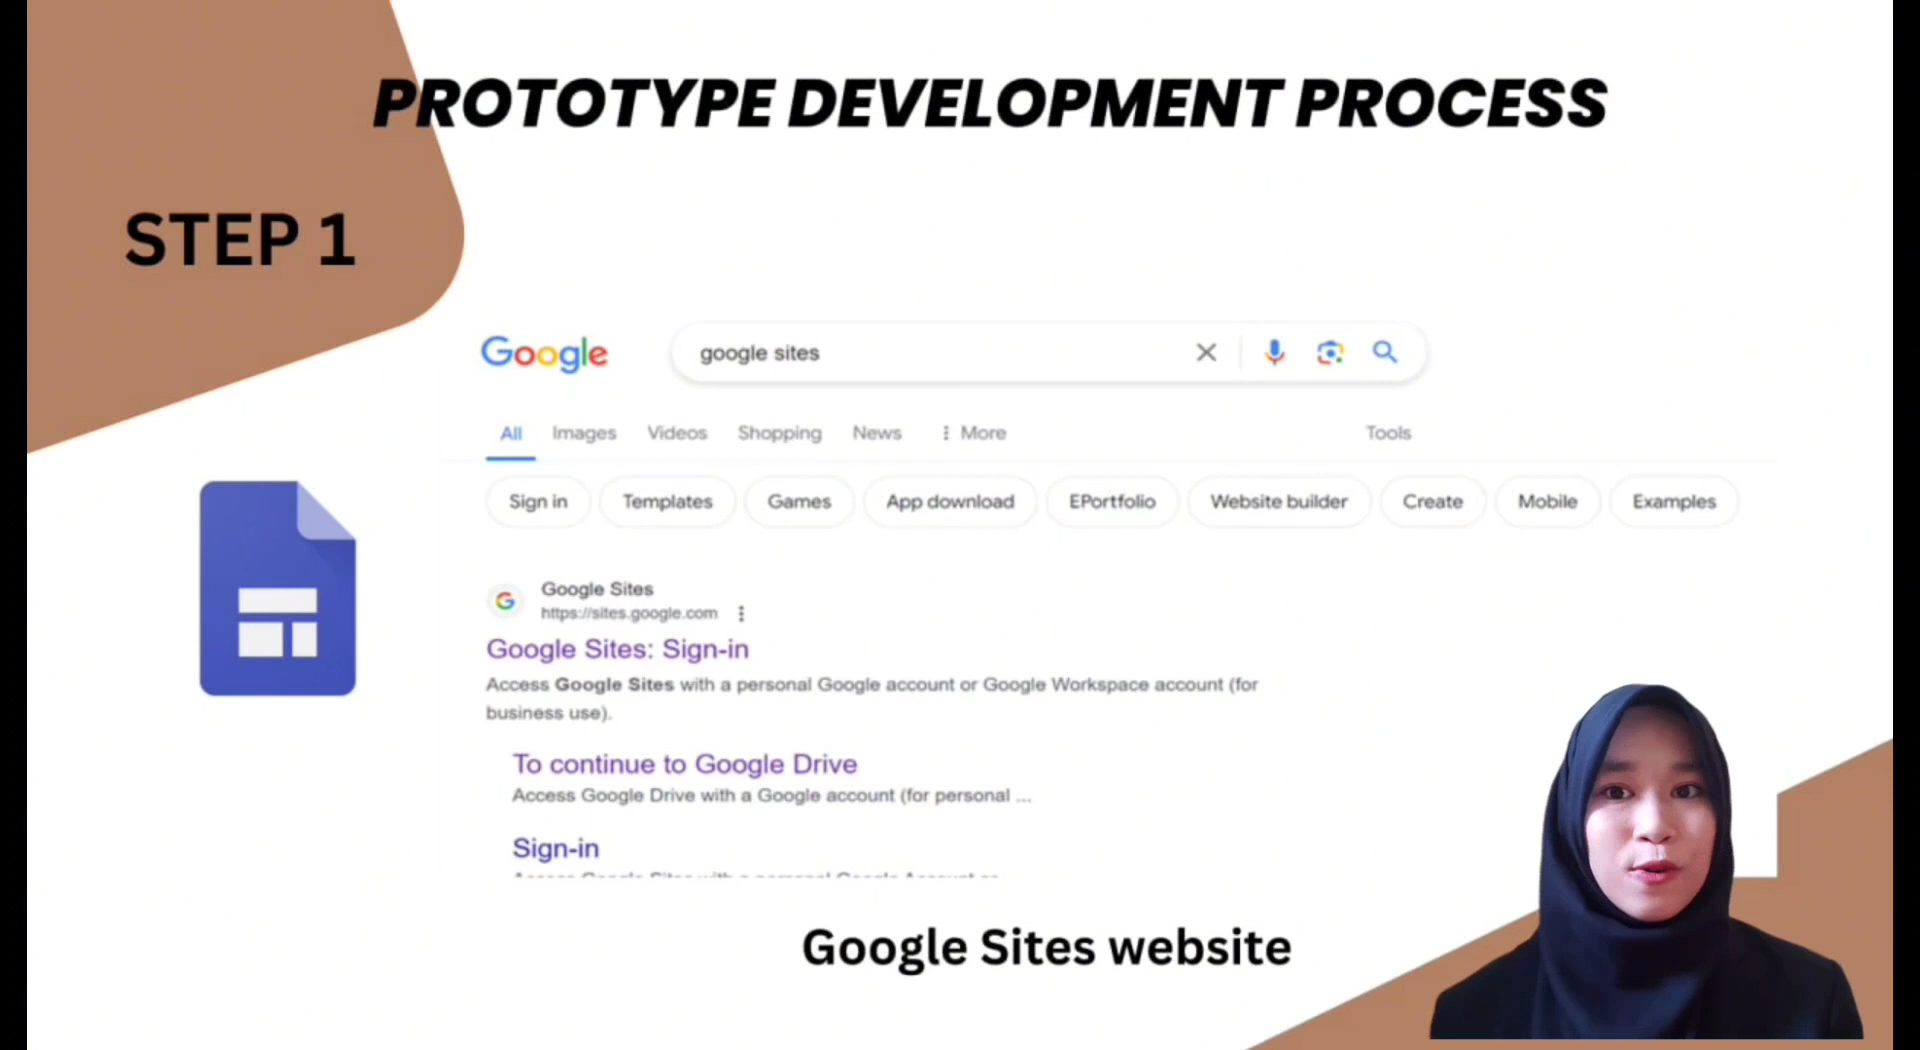 PROTOTYPE DEVELOPMENT PROCESS
STEP 1
Google
google sites
All Images Videos Shopping News More Tools
Sign in Templates Games App download EPortfolio Website builder Create Mobile Examples
Google Sites
https://sites.google.com
Google Sites: Sign-in
Access Google Sites with a personal Google account or Google Workspace account (for
business use).
To continue to Google Drive
Access Google Drive with a Google account (for personal ...
Sign-in
Google Sites website